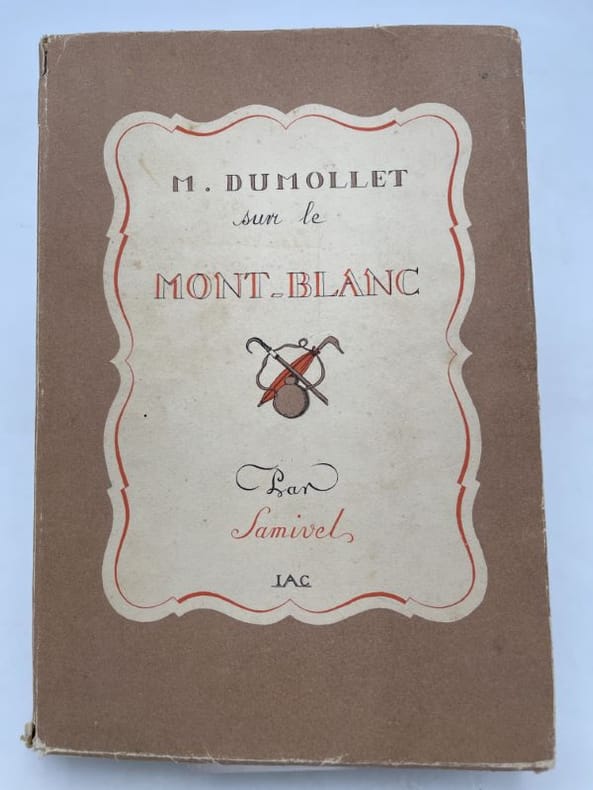 M. DUMOLLET
sur le
MONT-BLANC
Par
Samivel
IAC